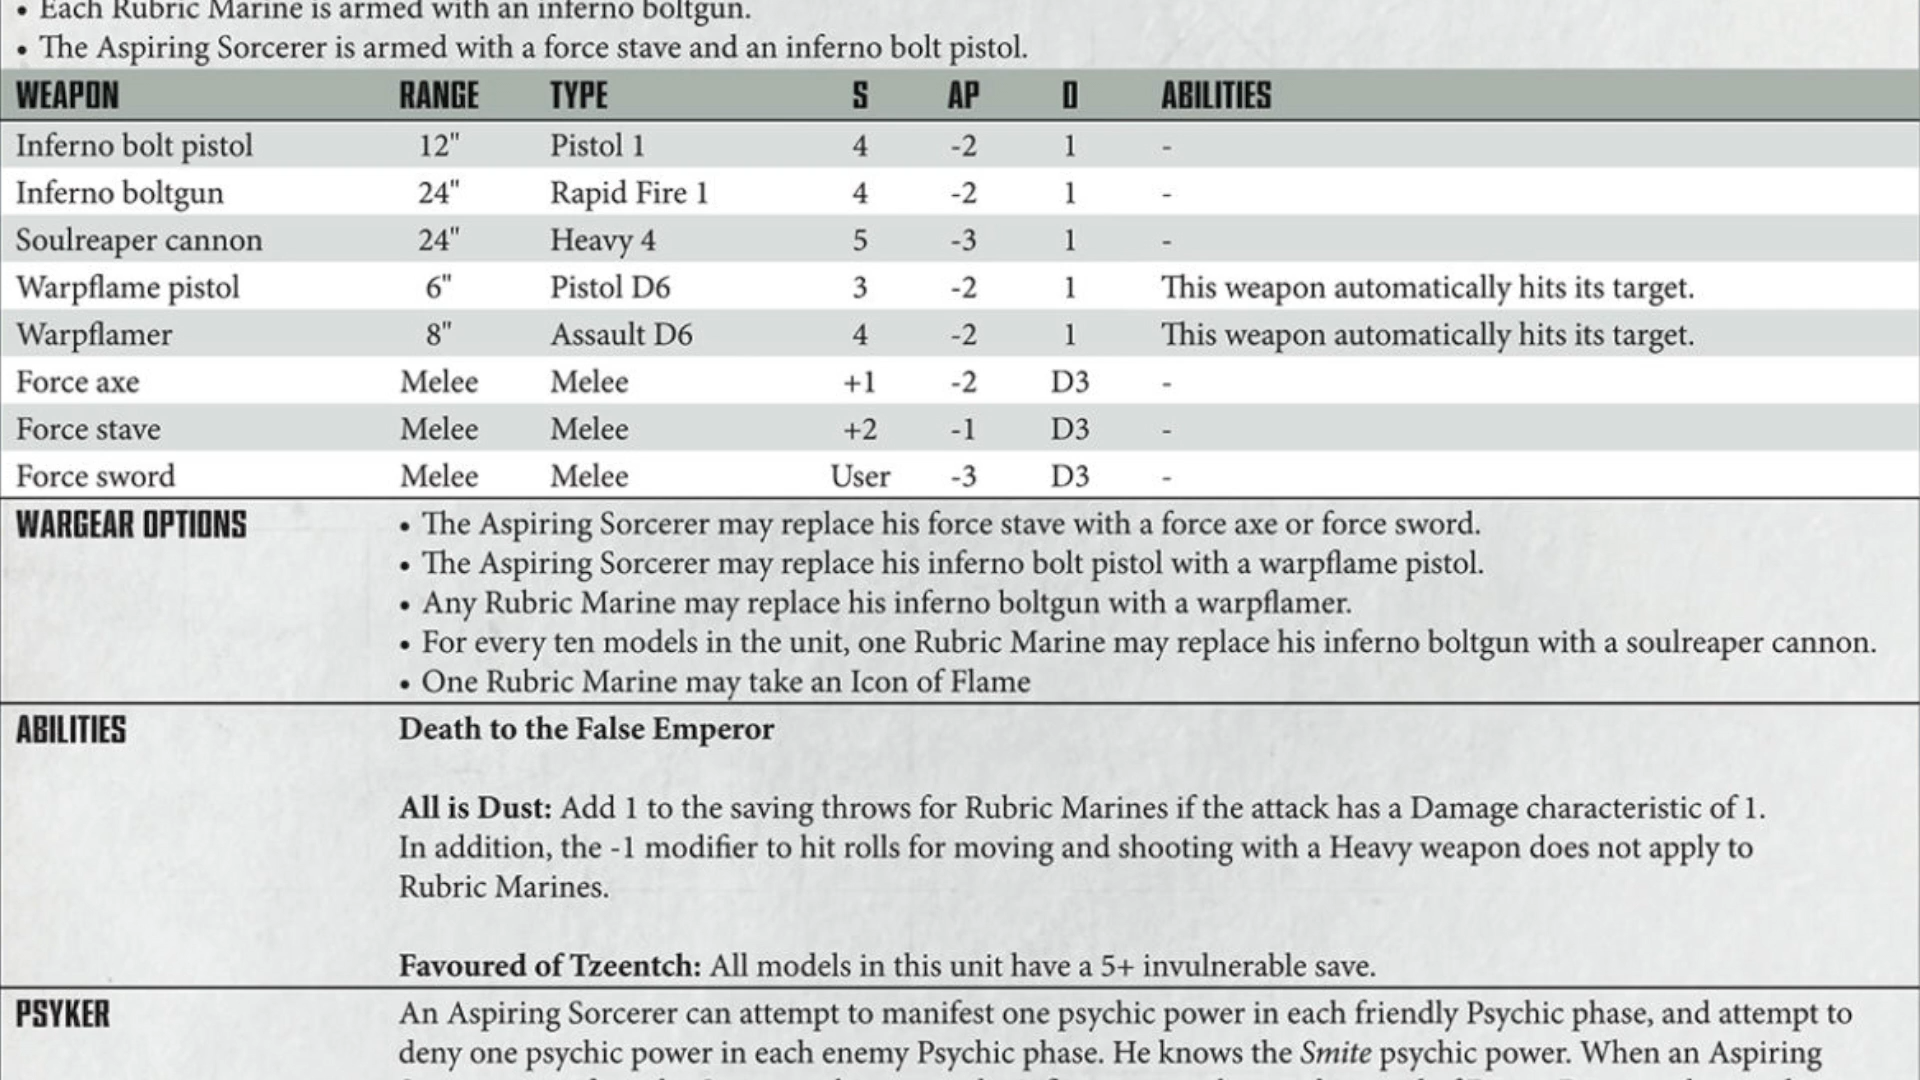 • Each Rubric Marine is armed with an inferno boltgun.
• The Aspiring Sorcerer is armed with a force stave and an inferno bolt pistol.
WEAPON RANGE TYPE S AP D ABILITIES
Inferno bolt pistol 12" Pistol 1 4 -2 1 -
Inferno boltgun 24" Rapid Fire 1 4 -2 1 -
Soulreaper cannon 24" Heavy 4 5 -3 1 -
Warpflame pistol 6" Pistol D6 3 -2 1 This weapon automatically hits its target.
Warpflamer 8" Assault D6 4 -2 1 This weapon automatically hits its target.
Force axe Melee Melee +1 -2 D3 -
Force stave Melee Melee +2 -1 D3 -
Force sword Melee Melee User -3 D3 -
WARGEAR OPTIONS • The Aspiring Sorcerer may replace his force stave with a force axe or force sword.
• The Aspiring Sorcerer may replace his inferno bolt pistol with a warpflame pistol.
• Any Rubric Marine may replace his inferno boltgun with a warpflamer.
• For every ten models in the unit, one Rubric Marine may replace his inferno boltgun with a soulreaper cannon.
• One Rubric Marine may take an Icon of Flame
ABILITIES Death to the False Emperor
All is Dust: Add 1 to the saving throws for Rubric Marines if the attack has a Damage characteristic of 1.
In addition, the -1 modifier to hit rolls for moving and shooting with a Heavy weapon does not apply to
Rubric Marines.
Favoured of Tzeentch: All models in this unit have a 5+ invulnerable save.
PSYKER An Aspiring Sorcerer can attempt to manifest one psychic power in each friendly Psychic phase, and attempt to
deny one psychic power in each enemy Psychic phase. He knows the Smite psychic power. When an Aspiring